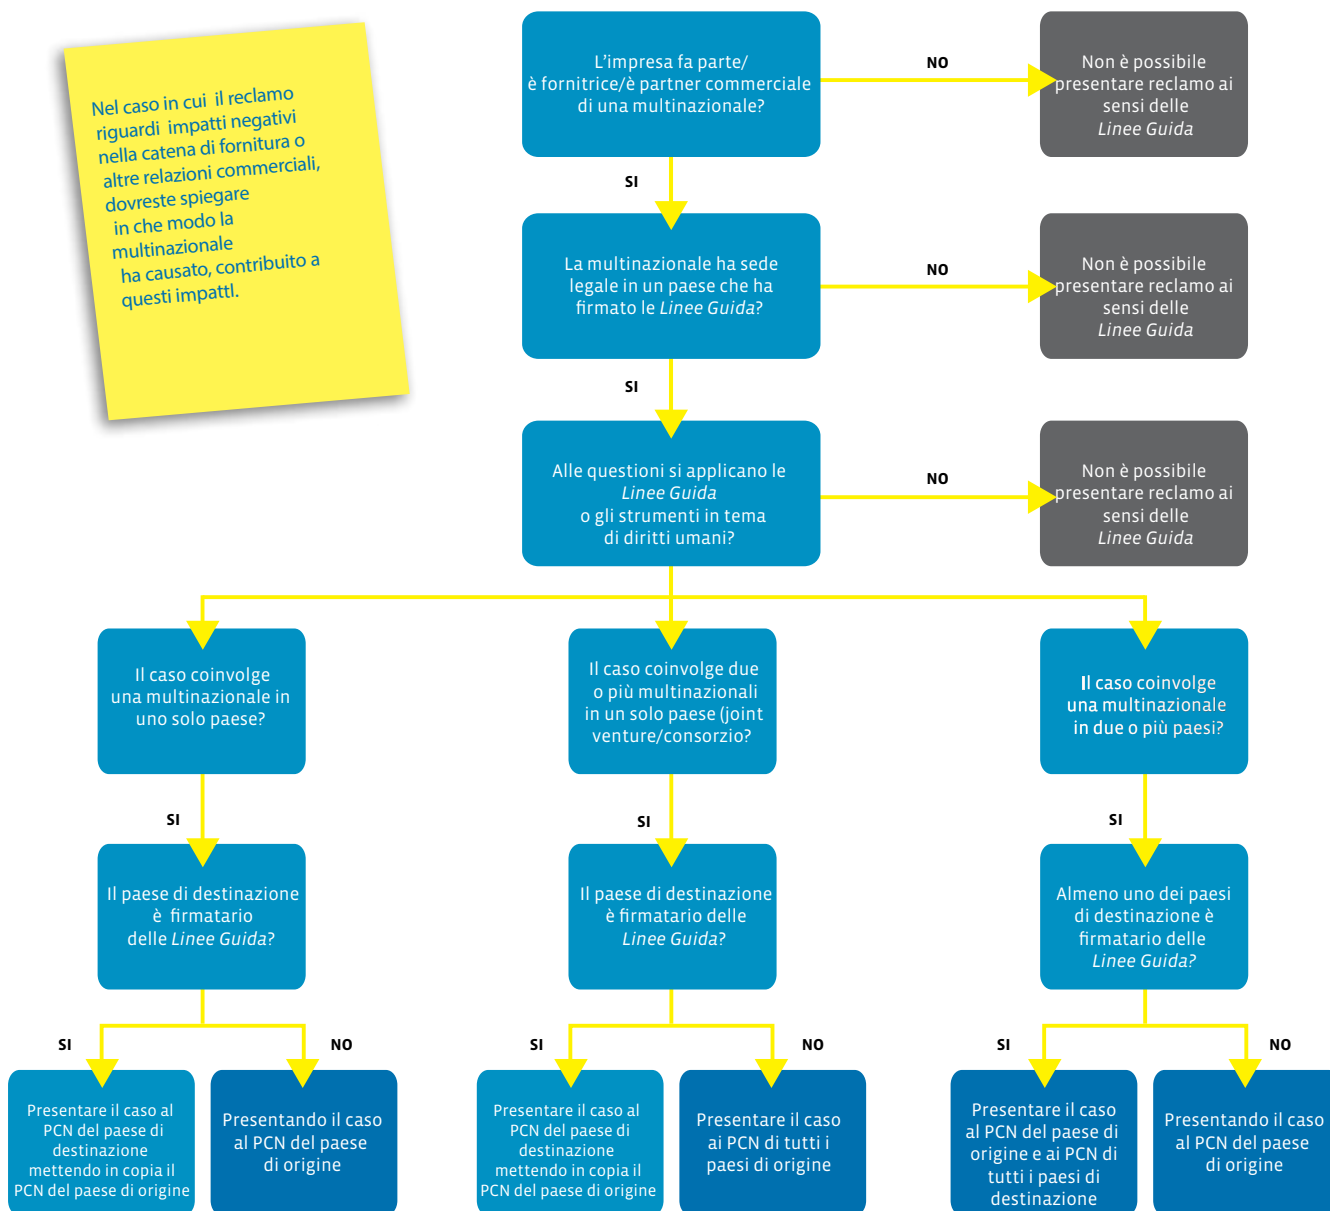 Nel caso in cui il reclamo
riguardi impatti negativi
nella catena di fornitura o
altre relazioni commerciali,
dovreste spiegare
in che modo la
multinazionale
ha causato, contribuito a
questi impattI.
L'impresa fa parte/
è fornitrice/è partner commerciale
di una multinazionale?
NO
Non è possibile
presentare reclamo ai
sensi delle
Linee Guida
SI
La multinazionale ha sede
legale in un paese che ha
firmato le Linee Guida?
NO
Non è possibile
presentare reclamo ai
sensi delle
Linee Guida
SI
Alle questioni si applicano le
Linee Guida
o gli strumenti in tema
di diritti umani?
NO
Non è possibile
presentare reclamo ai
sensi delle
Linee Guida
Il caso coinvolge
una multinazionale in
uno solo paese?
Il caso coinvolge due
o più multinazionali
in un solo paese (joint
venture/consorzio?
Il caso coinvolge
una multinazionale
in due o più paesi?
SI
SI
SI
Il paese di destinazione
è firmatario
delle Linee Guida?
Il paese di destinazione
è firmatario delle
Linee Guida?
Almeno uno dei paesi
di destinazione è
firmatario delle
Linee Guida?
SI
NO
SI
NO
SI
NO
Presentare il caso al
PCN del paese di
destinazione
mettendo in copia il
PCN del paese di origine
Presentando il caso
al PCN del paese
di origine
Presentare il caso al
PCN del paese di
destinazione
mettendo in copia il
PCN del paese di origine
Presentare il caso
ai PCN di tutti i
paesi di origine
Presentare il caso
al PCN del paese di
origine e ai PCN di
tutti i paesi di
destinazione
Presentando il caso
al PCN del paese
di origine